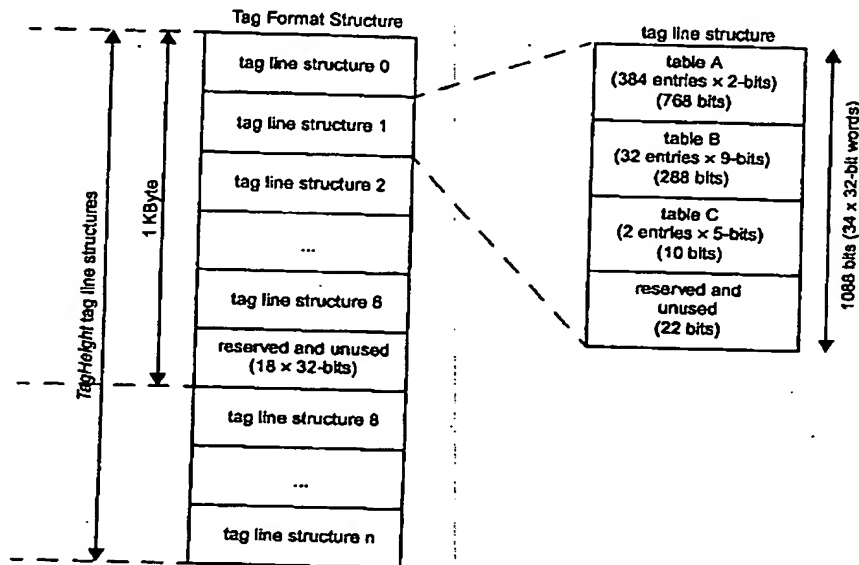 Tag Format Structure
tag line structure 0
tag line structure 1
tag line structure 2
...
tag line structure 6
reserved and unused
(18 × 32-bits)
tag line structure 8
...
tag line structure n
TagHeight tag line structures
1 KByte
tag line structure
table A
(384 entries × 2-bits)
(768 bits)
table B
(32 entries × 9-bits)
(288 bits)
table C
(2 entries × 5-bits)
(10 bits)
reserved and
unused
(22 bits)
1088 bits (34 x 32-bit words)